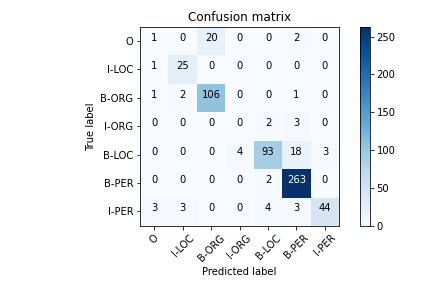 Confusion matrix
True label
O 1 0 20 0 0 2 0
I-LOC 1 25 0 0 0 0 0
B-ORG 1 2 106 0 0 1 0
I-ORG 0 0 0 0 2 3 0
B-LOC 0 0 0 4 93 18 3
B-PER 0 0 0 0 2 263 0
I-PER 3 3 0 0 4 3 44
O I-LOC B-ORG I-ORG B-LOC B-PER I-PER
Predicted label
250
200
150
100
50
0